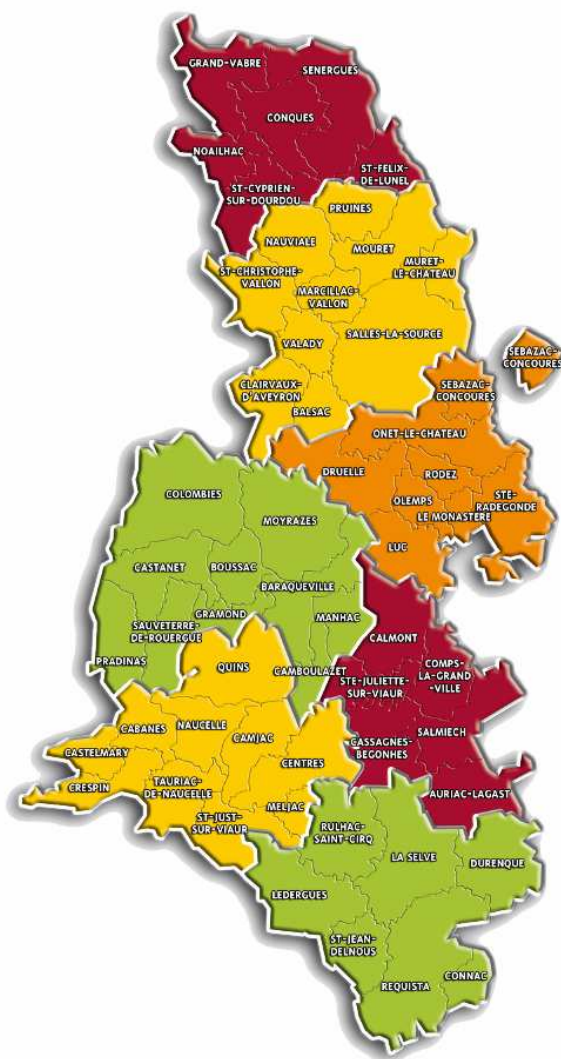 GRAND-VABRE
SENERGUES
CONQUES
NOAILHAC
ST-FELIX-
DE-LUNEL
ST-CYPRIEN-
SUR-DOURDOU
PRUINES
NAUVIALE
MOURET
MURET-
LE-CHATEAU
ST-CHRISTOPHE-
VALLON
MARCILLAC-
VALLON
SALLES-LA-SOURCE
VALADY
SEBAZAC-
CONCOURES
CLAIRVAUX-
D'AVEYRON
SEBAZAC-
CONCOURES
BALSAC
ONET-LE-CHATEAU
DRUELLE
RODEZ
OLEMPS
STE-
RADEGONDE
LE MONASTERE
LUC
COLOMBIES
MOYRAZES
CASTANET
BOUSSAC
BARAQUEVILLE
GRAMOND
MANHAC
SAUVETERRE-
DE-ROUERGUE
CALMONT
PRADINAS
QUINS
CAMBOULAZET
STE-JULIETTE-
SUR-VIAUR
COMPS-
LA-GRAND
-VILLE
CABANES
NAUCELLE
CAMJAC
SALMIECH
CASTELMARY
CASSAGNES-
BEGONHES
CENTRES
CRESPIN
TAURIAC-
DE-NAUCELLE
AURIAC-LAGAST
MELJAC
ST-JUST-
SUR-VIAUR
RULHAC-
SAINT-CIRQ
LA SELVE
DURENQUE
LEDERGUES
ST-JEAN-
DELNOUS
REQUISTA
CONNAC